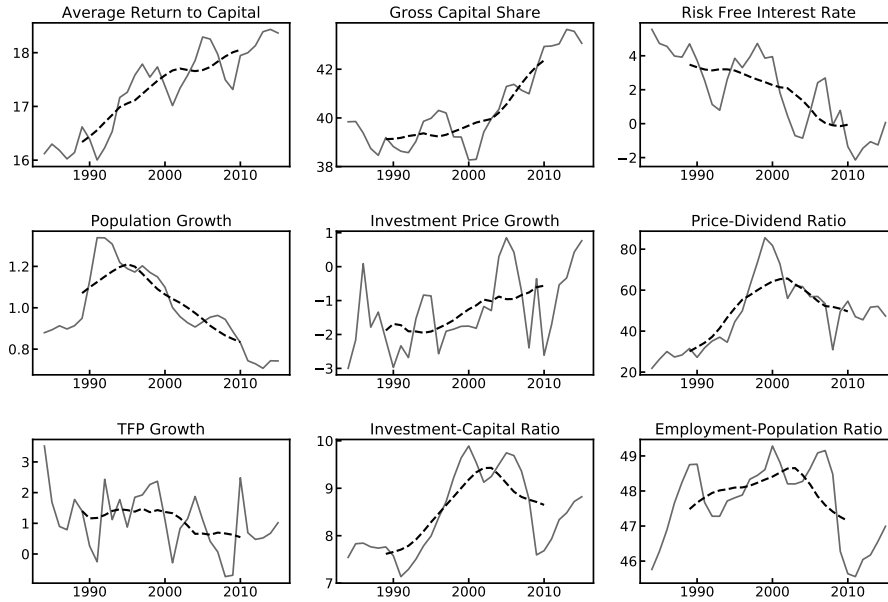 Average Return to Capital
18
17
16
1990 2000 2010
Gross Capital Share
42
40
38
1990 2000 2010
Risk Free Interest Rate
4
2
0
−2
1990 2000 2010
Population Growth
1.2
1.0
0.8
1990 2000 2010
Investment Price Growth
1
0
−1
−2
−3
1990 2000 2010
Price-Dividend Ratio
80
60
40
20
1990 2000 2010
TFP Growth
3
2
1
0
1990 2000 2010
Investment-Capital Ratio
10
9
8
7
1990 2000 2010
Employment-Population Ratio
49
48
47
46
1990 2000 2010